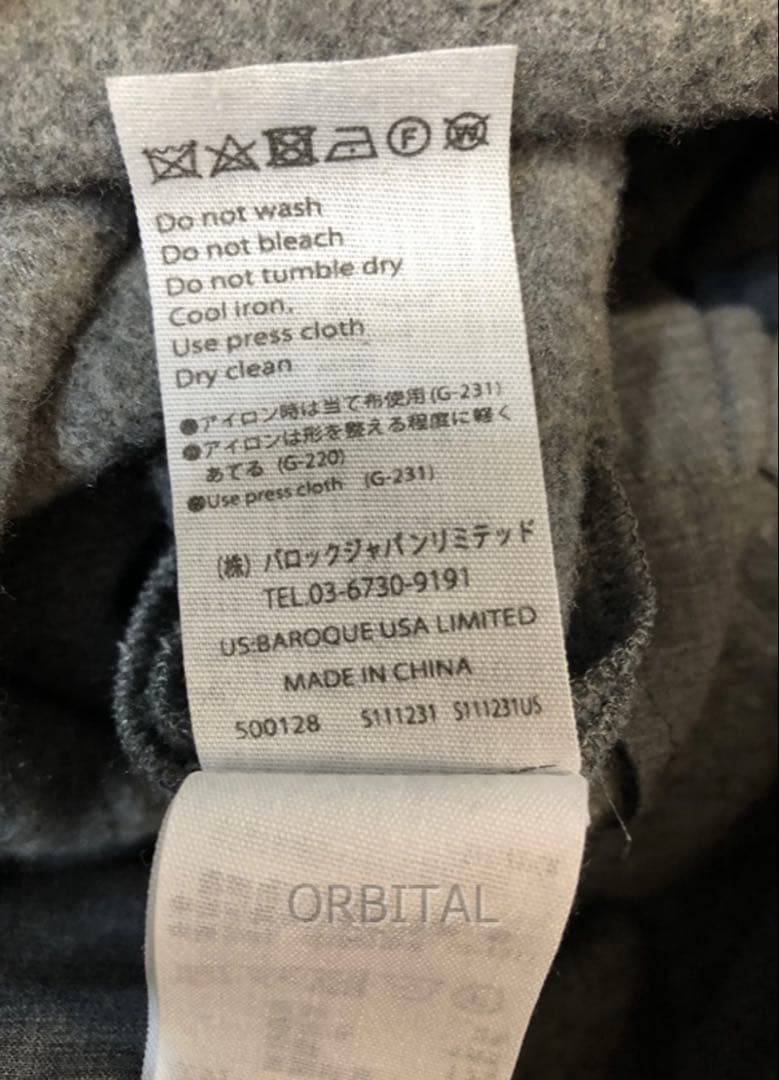 F W
Do not wash
Do not bleach
Do not tumble dry
Cool iron,
Use press cloth
Dry clean
●アイロン時は当て布使用(G-231)
●アイロンは形を整える程度に軽く
あてる (G-220)
●Use press cloth (G-231)
(株) バロックジャパンリミテッド
TEL.03-6730-9191
US:BAROQUE USA LIMITED
MADE IN CHINA
500128 S111231 S111231US
ORBITAL